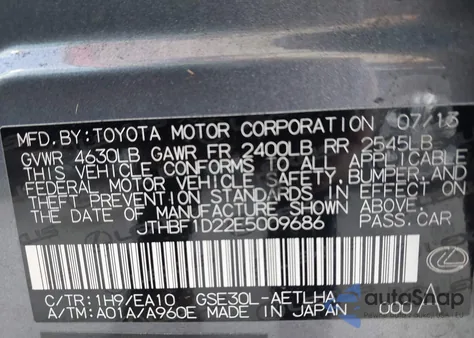 MFD.BY:TOYOTA MOTOR CORPORATION 07/13
GVWR 4630LB GAWR FR 2400LB RR 2545LB
THIS VEHICLE CONFORMS TO ALL APPLICABLE
FEDERAL MOTOR VEHICLE SAFETY, BUMPER, AND
THEFT PREVENTION STANDARDS IN EFFECT ON
THE DATE OF MANUFACTURE SHOWN ABOVE.
JTHBF1D22E5009686 PASS.CAR
C/TR:1H9/EA10 GSE30L-AETLHA
A/TM:A01A/A960E MADE IN JAPAN 000/A
autoSnap